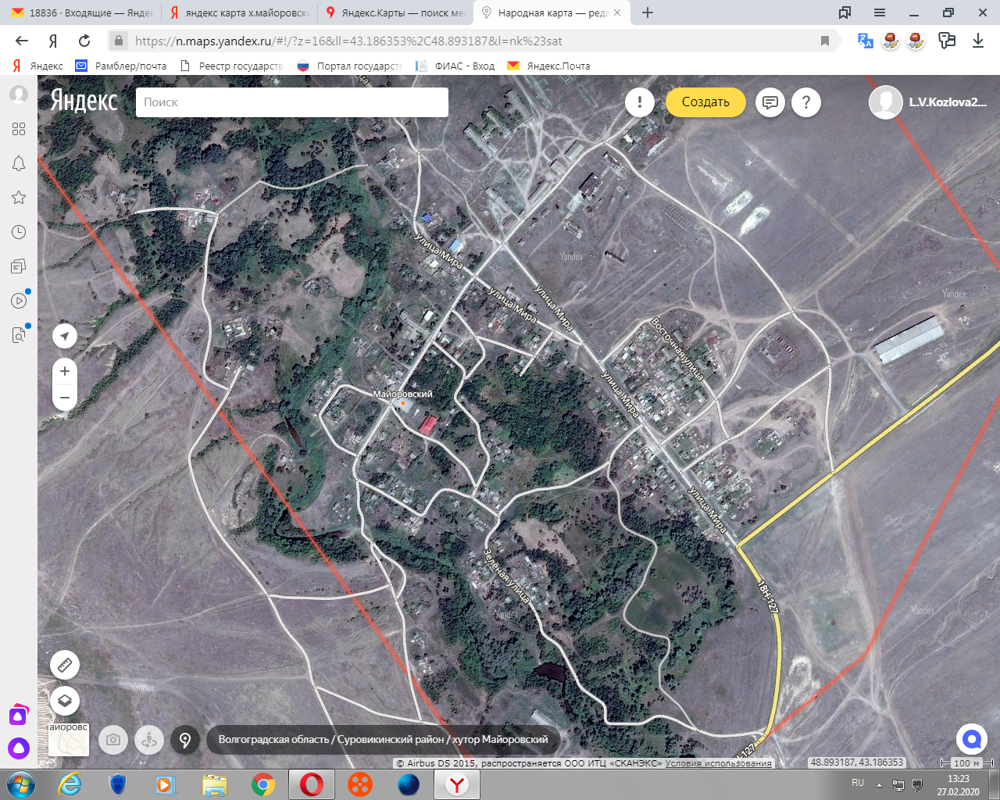 18836 · Входящие — Яндек
яндекс карта х.майоровски
Яндекс.Карты — поиск мес
Народная карта — реда
https://n.maps.yandex.ru/#!/?z=16&ll=43.186353%2C48.893187&l=nk%23sat
Яндекс
Рамблер/почта
Реестр государств
Портал государст
ФИАС - Вход
Яндекс.Почта
Яндекс
Поиск
Создать
?
L.V.Kozlova2...
улица Мира
улица Мира
улица Мира
Yandex
Yandex
Yandex
Восточная улица
улица Мира
Майоровский
улица Мира
Зелёная улица
18Н-127
Yandex
Yandex
Yandex
аиоровс
Волгоградская область / Суровикинский район / хутор Майоровский
Н-127
© Airbus DS 2015, распространяется ООО ИТЦ «СКАНЭКС» Условия использования
48.893187, 43.186353
100 м
RU
13:23
27.02.2020